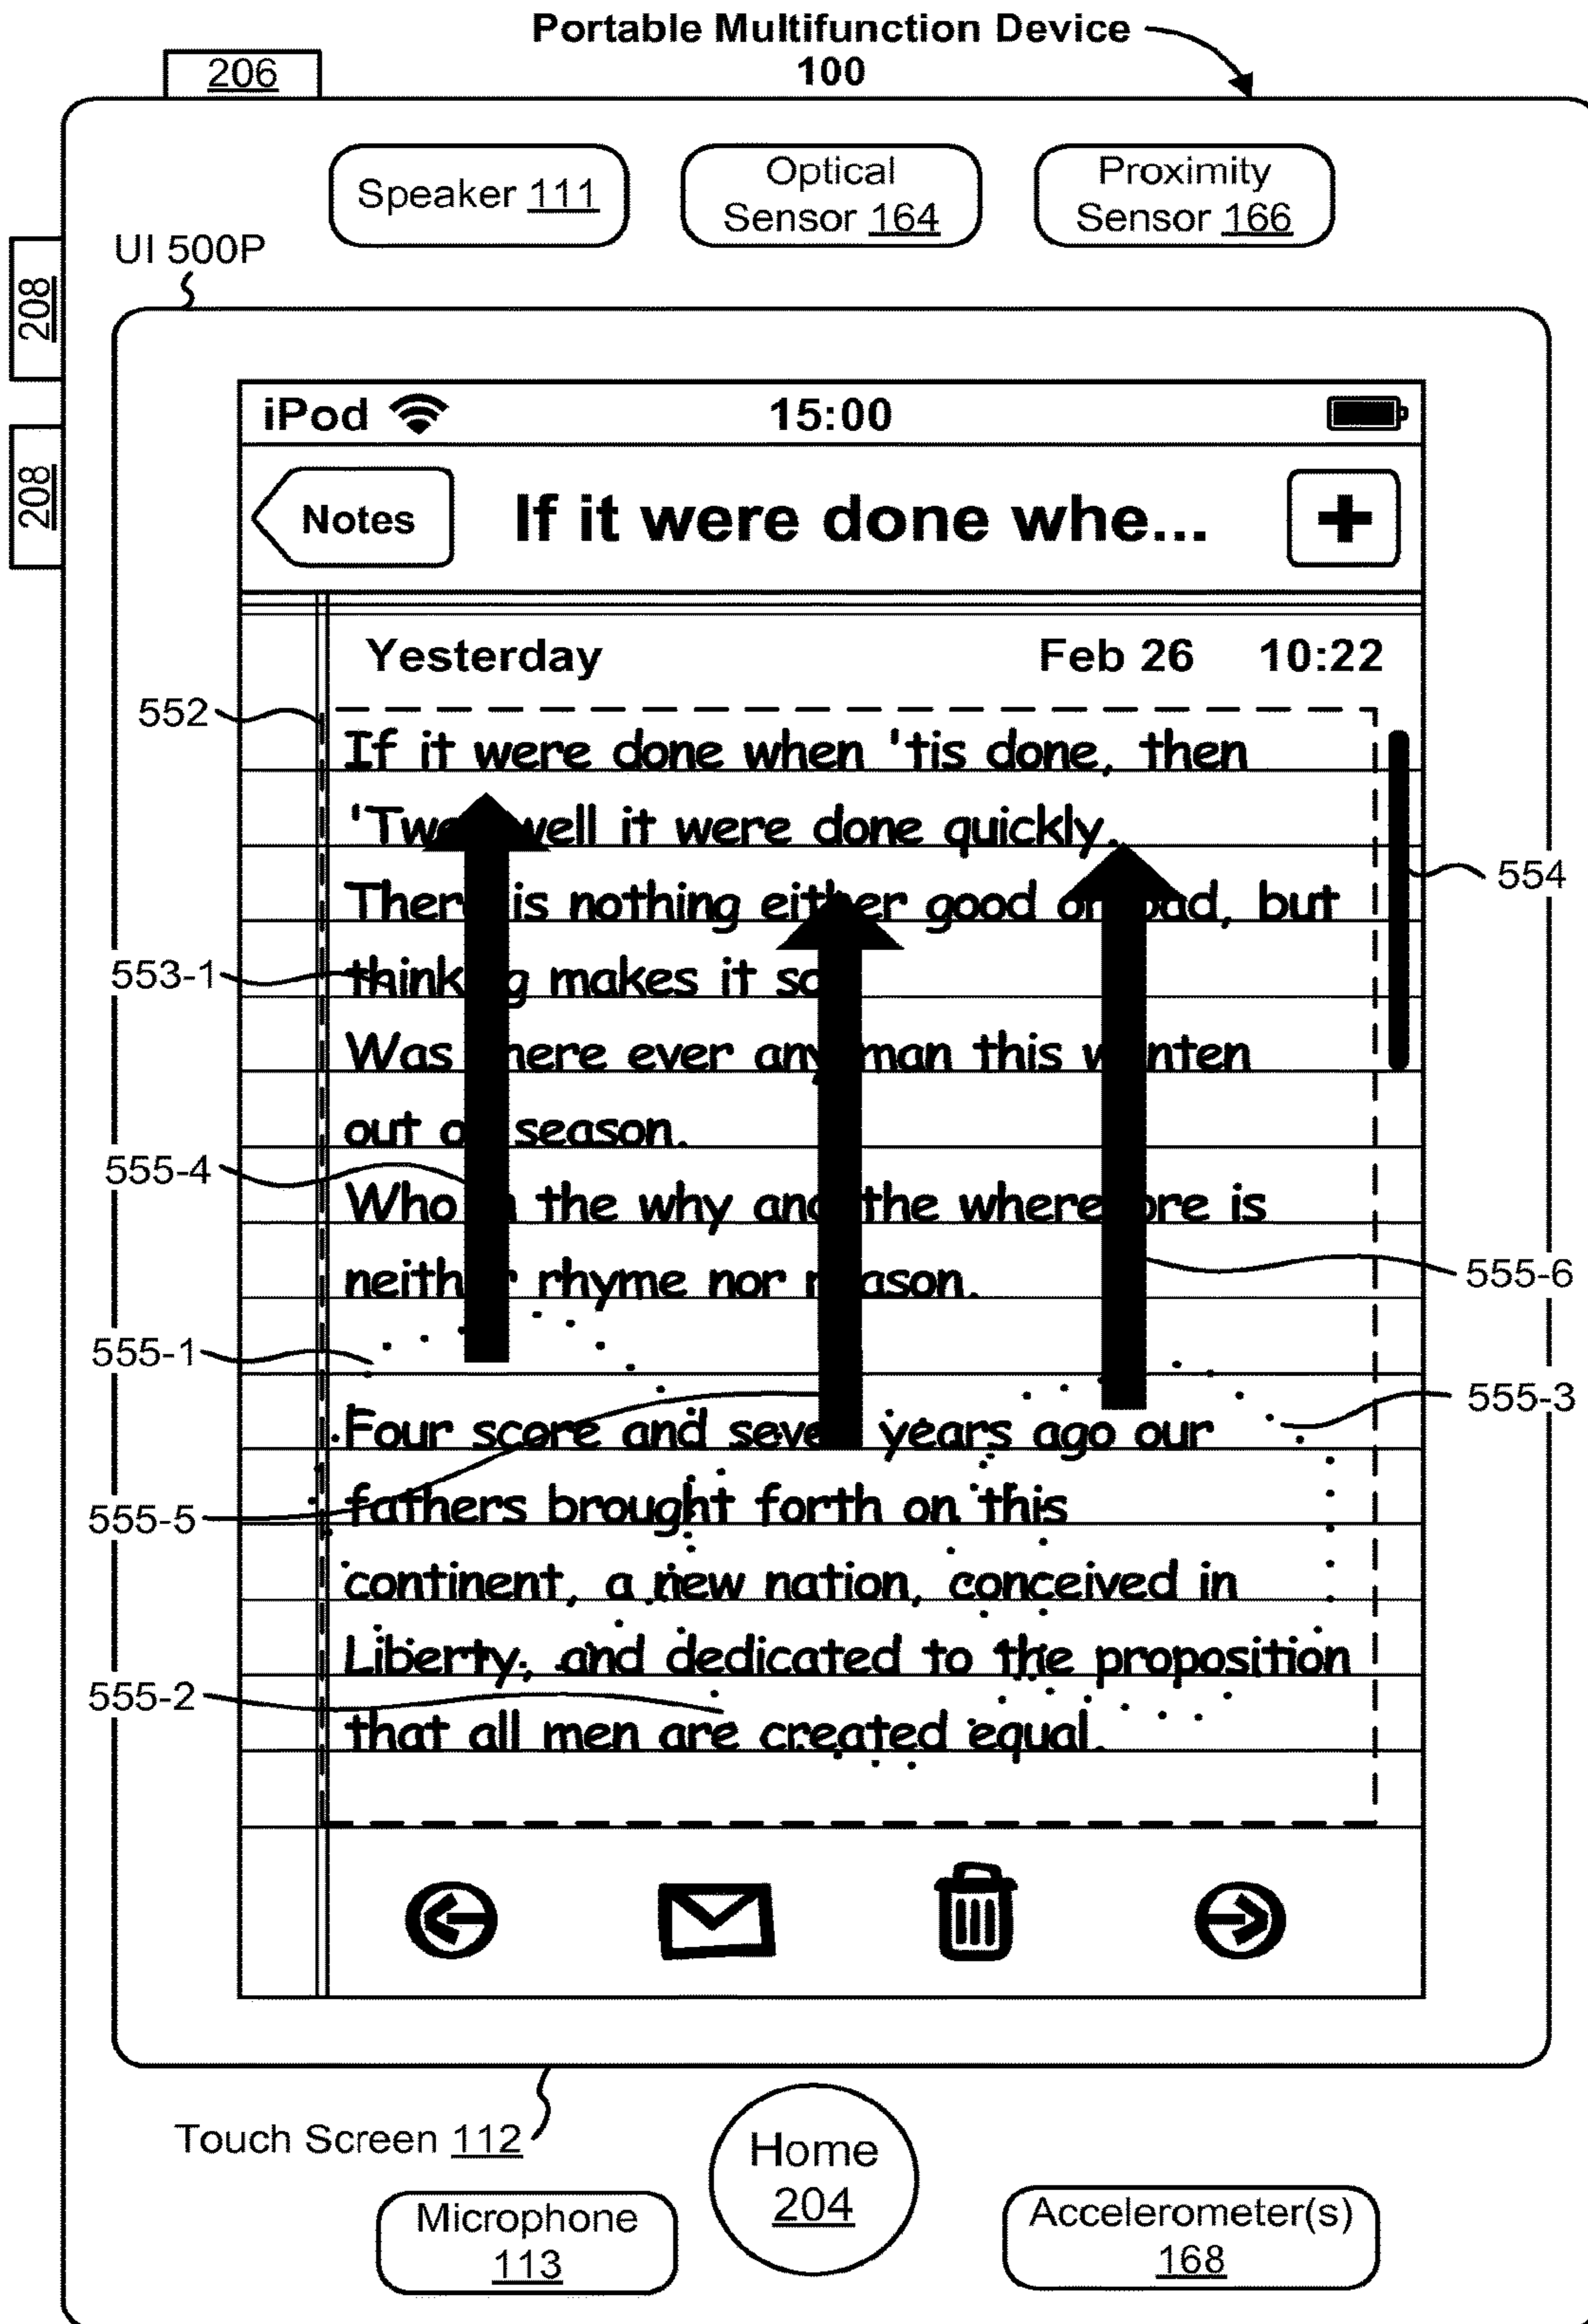 Portable Multifunction Device
100
206
Speaker 111
Optical
Sensor 164
Proximity
Sensor 166
UI 500P
208
208
iPod 15:00
Notes If it were done whe... +
Yesterday Feb 26 10:22
552
If it were done when 'tis done, then
'Twere well it were done quickly.
554
There is nothing either good or bad, but
553-1
thinking makes it so
Was there ever any man this
out of season.
555-4
Who in the why and the wherefore is
555-6
neither rhyme nor reason.
555-1
555-3
Four score and seven years ago our
555-5
fathers brought forth on this
continent, a new nation, conceived in
Liberty, and dedicated to the proposition
555-2
that all men are created equal.
Touch Screen 112
Home
204
Microphone
113
Accelerometer(s)
168